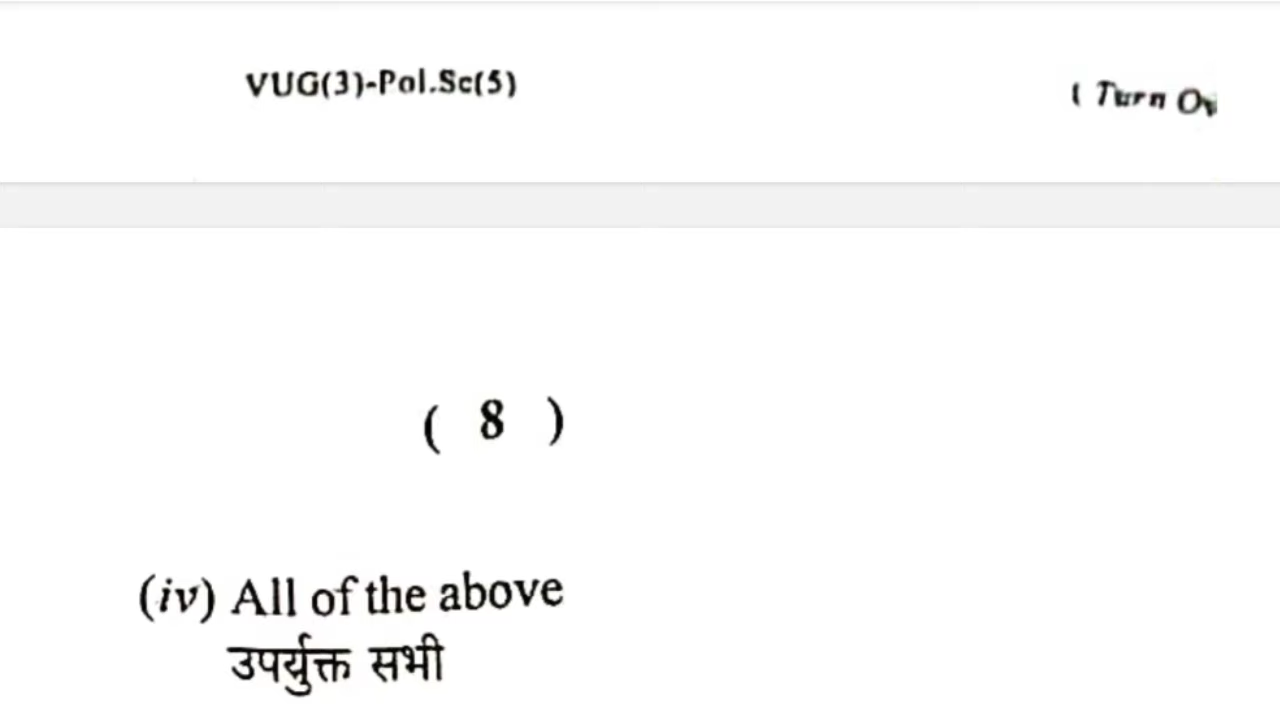 VUG(3)-Pol.Sc(5)
( Turn Ov
( 8 )
(iv) All of the above
उपर्युक्त सभी